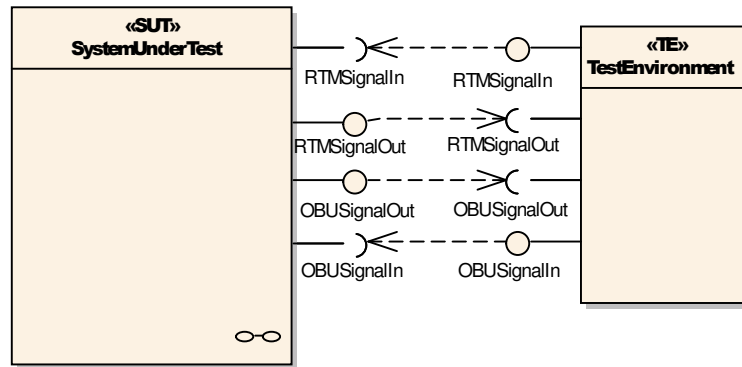 «SUT»
SystemUnderTest
«TE»
TestEnvironment
RTMSignalIn
RTMSignalIn
RTMSignalOut
RTMSignalOut
OBUSignalOut
OBUSignalOut
OBUSignalIn
OBUSignalIn